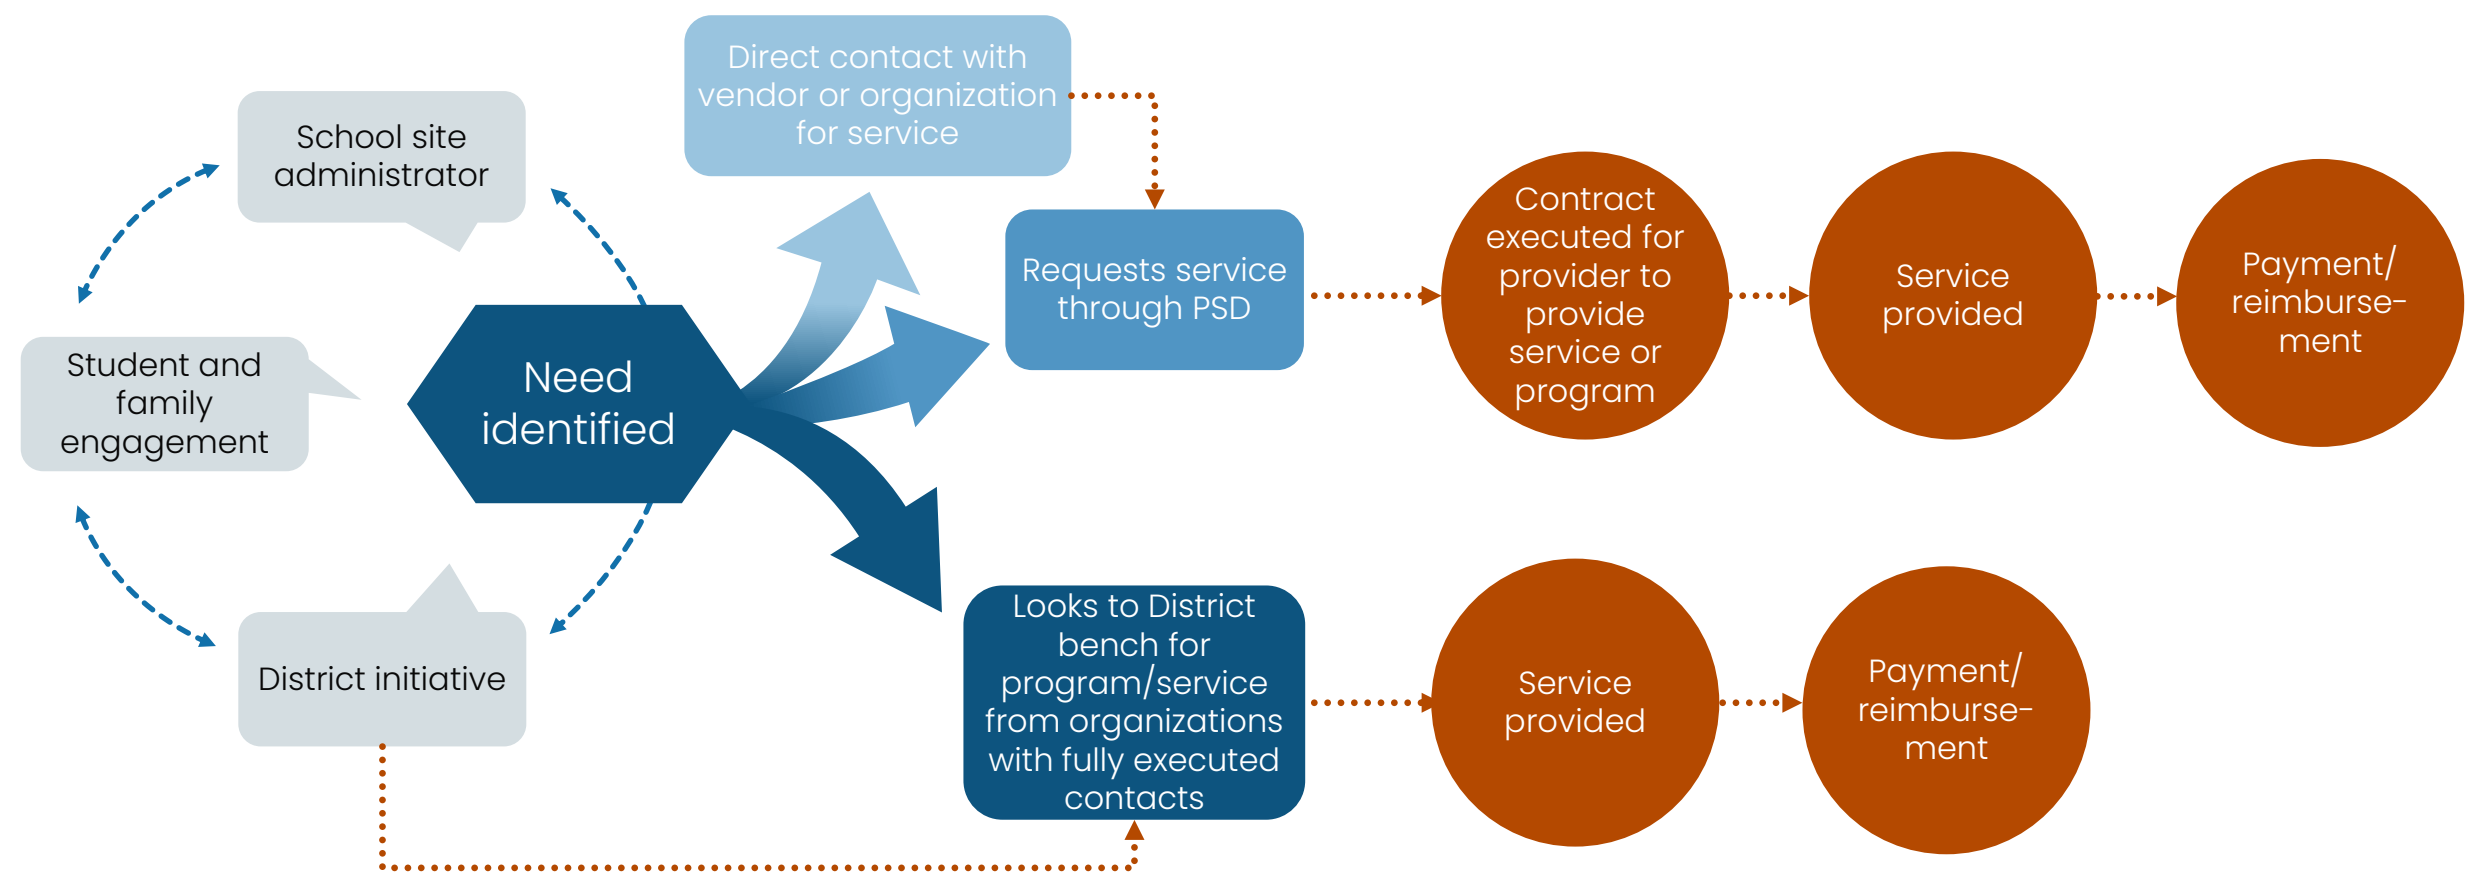 Direct contact with
vendor or organization
for service
School site
administrator
Student and
family
engagement
District initiative
Need
identified
Requests service
through PSD
Contract
executed for
provider to
provide
service or
program
Service
provided
Payment/
reimburse-
ment
Looks to District
bench for
program/service
from organizations
with fully executed
contacts
Service
provided
Payment/
reimburse-
ment